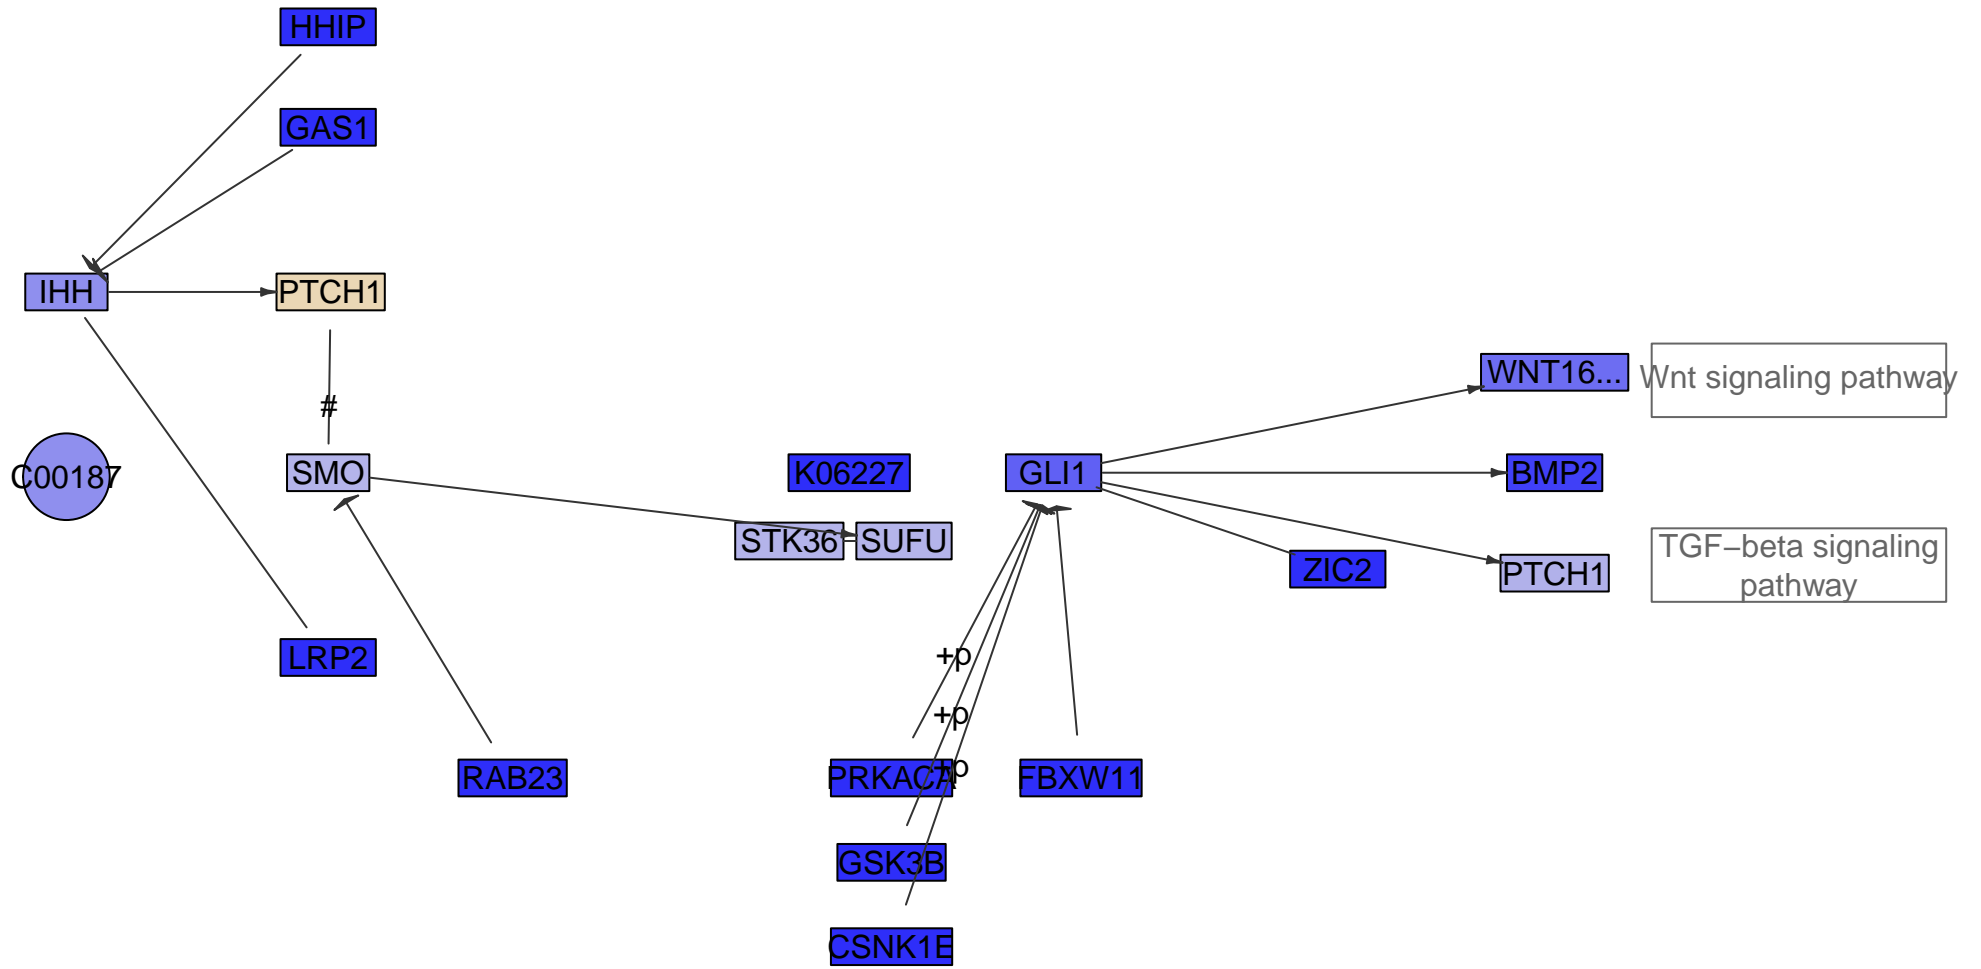 HHIP
GAS1
IHH
PTCH1
WNT16...
Wnt signaling pathway
#
C00187
SMO
K06227
GLI1
BMP2
STK36
SUFU
ZIC2
PTCH1
TGF−beta signaling
pathway
LRP2
+p
+p
+p
RAB23
PRKACA
FBXW11
GSK3B
CSNK1E